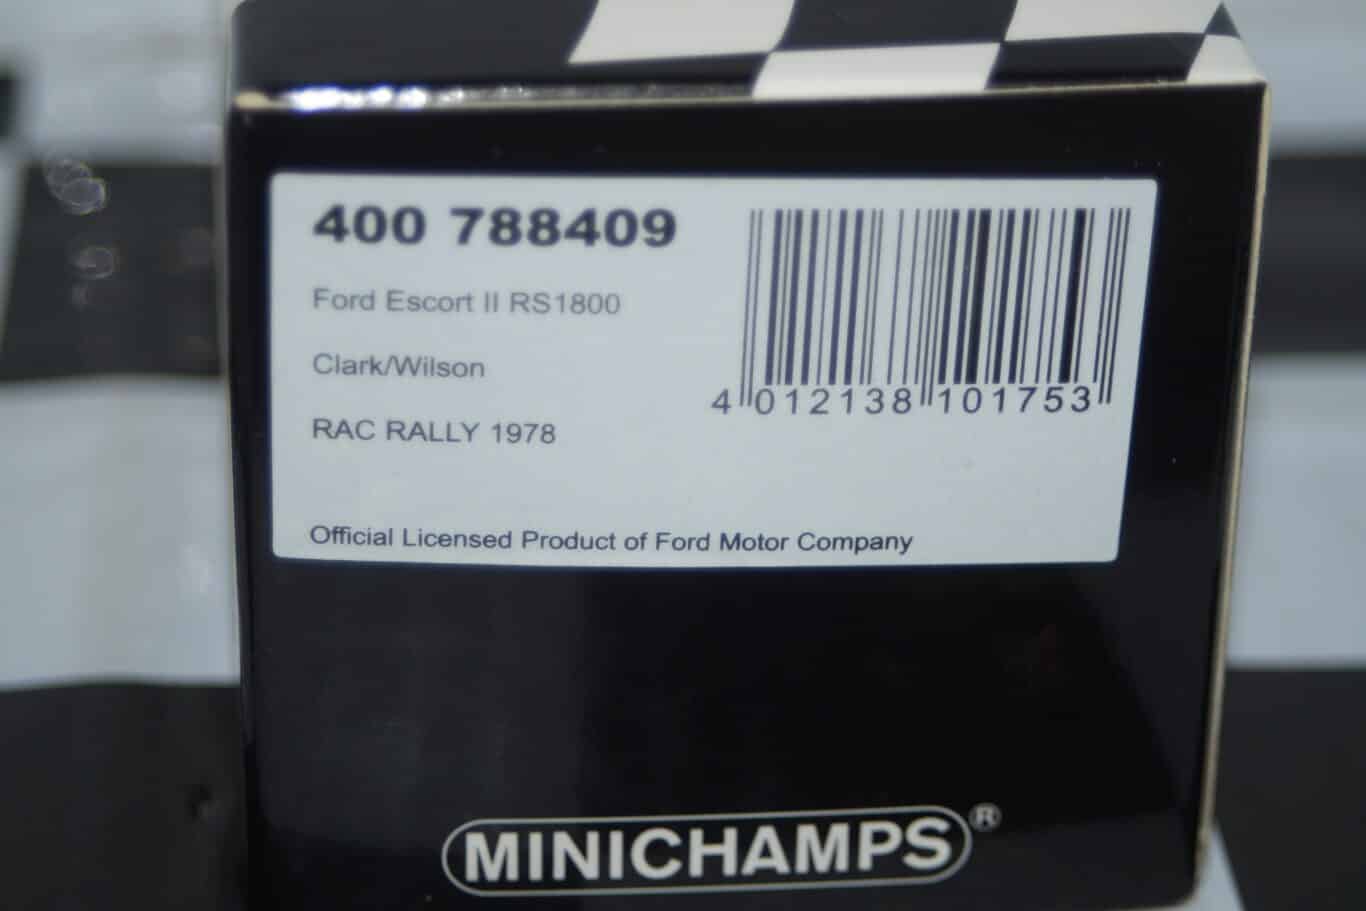 400 788409
Ford Escort II RS1800
Clark/Wilson
RAC RALLY 1978
4 012138 101753
Official Licensed Product of Ford Motor Company
MINICHAMPS®